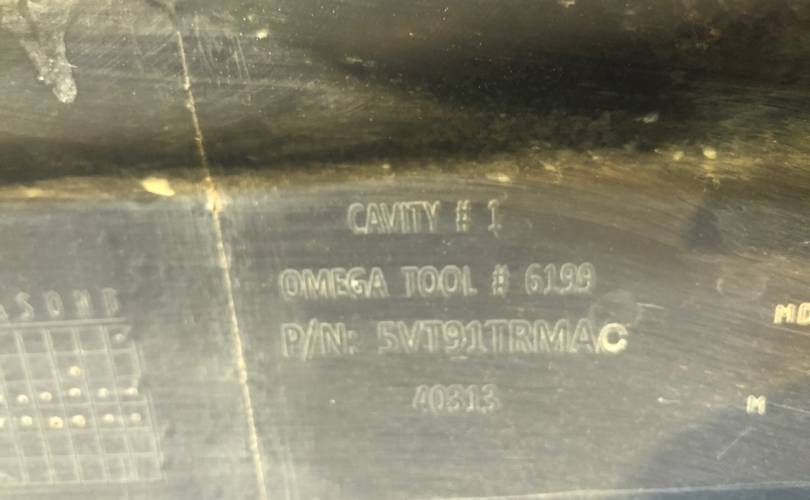 CAVITY # 1
OMEGA TOOL # 6199
P/N: 5VT91TRMAC
40313
A S O N D
M